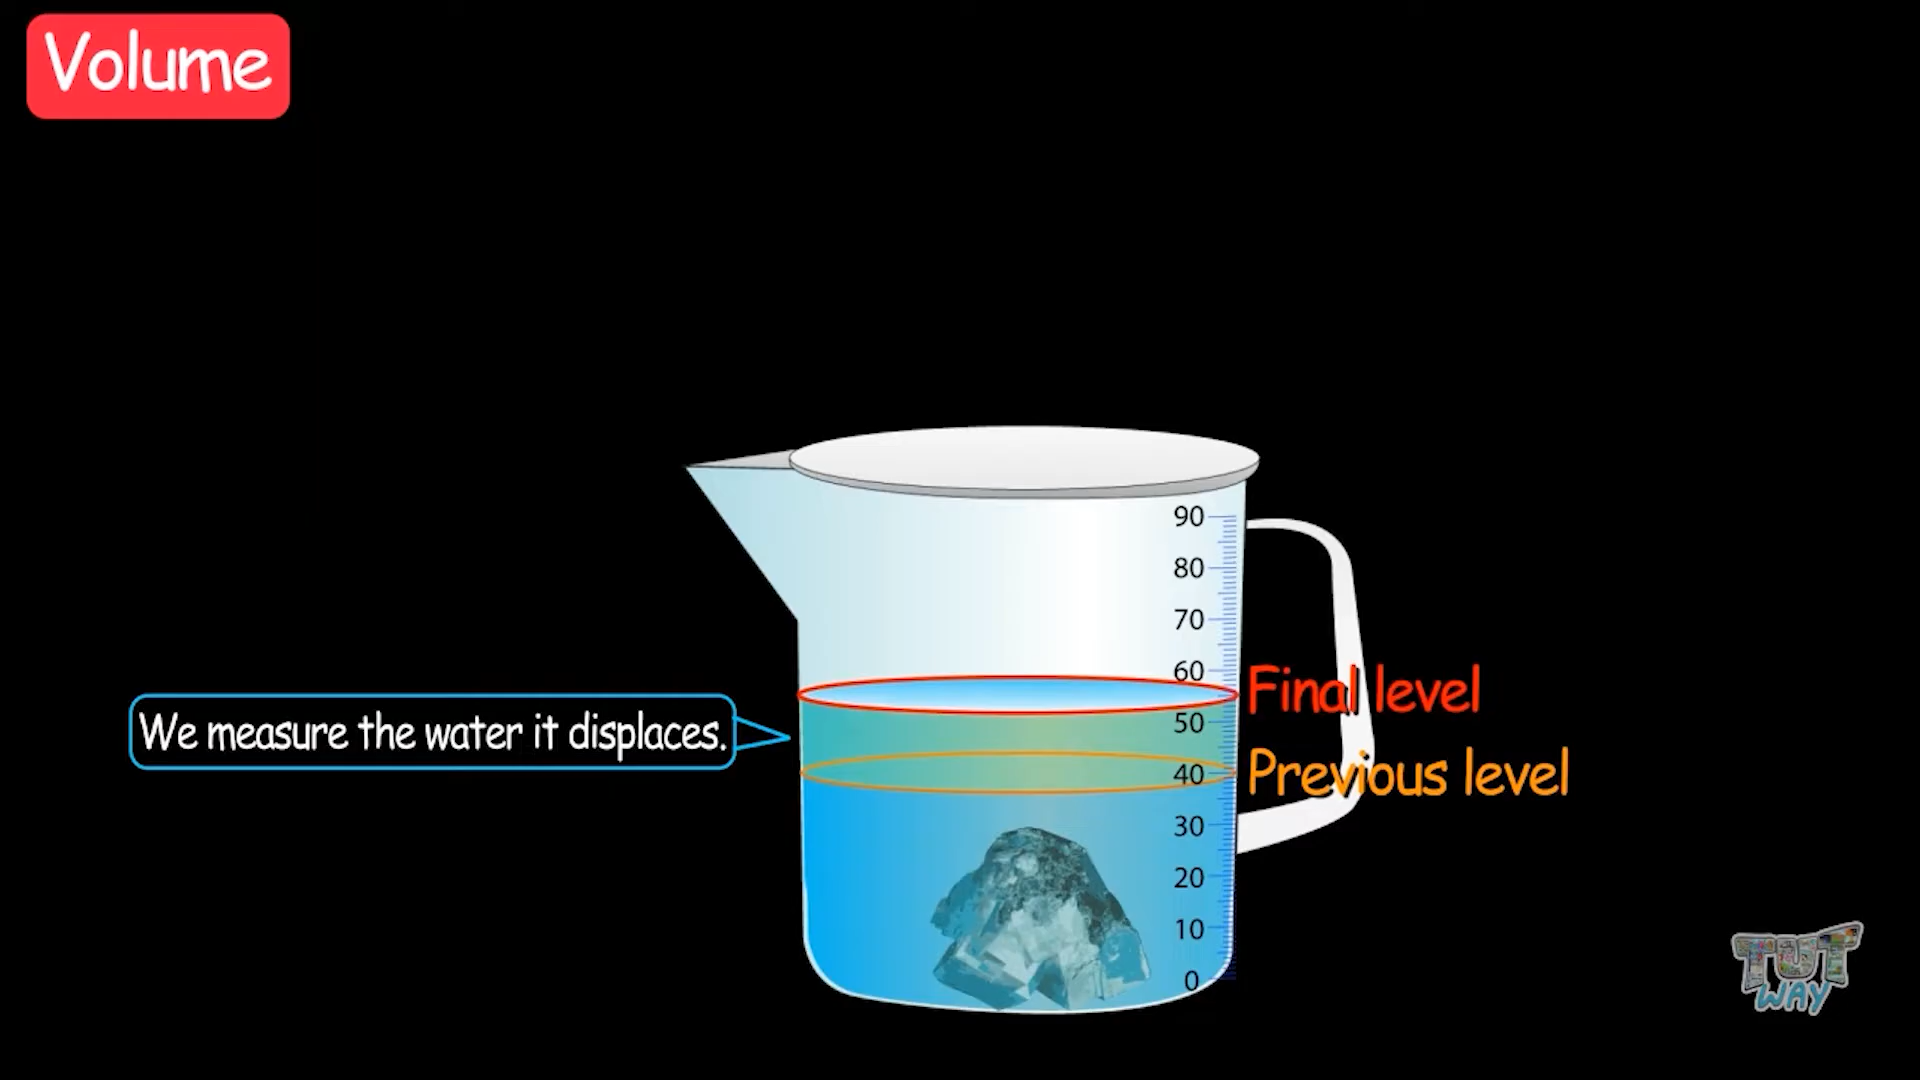 Volume
90
80
70
60
Final level
We measure the water it displaces.
50
40
Previous level
30
20
10
0
TUT
WAY